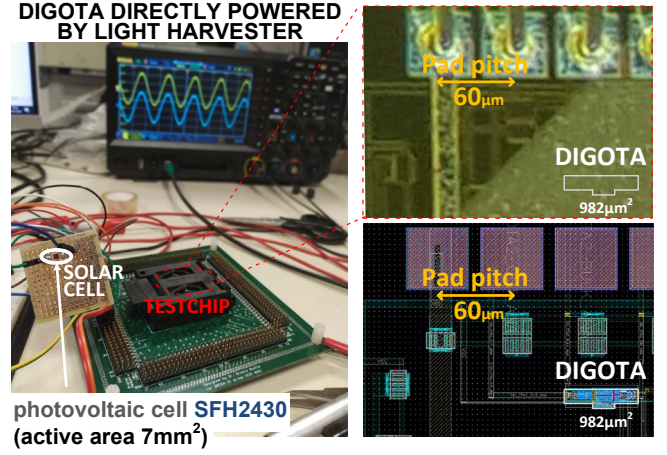 DIGOTA DIRECTLY POWERED
BY LIGHT HARVESTER
SOLAR
CELL
TESTCHIP
photovaltaic cell SFH2430
(active area 7mm²)
Pad pitch
60µm
DIGOTA
982µm²
Pad pitch
60µm
DIGOTA
982µm²